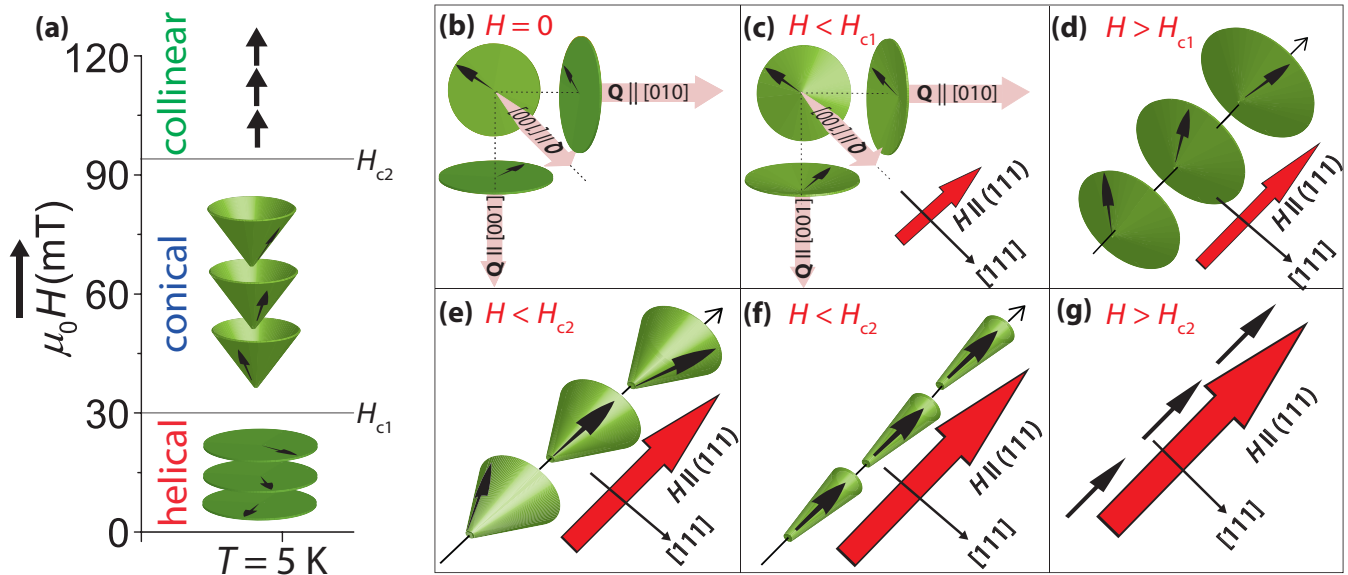 (a)
120
90
60
30
0
μ₀H (mT)
collinear
conical
helical
H_c2
H_c1
T = 5 K
(b) H = 0
Q || [010]
Q || [100]
Q || [001]
(c) H < H_c1
Q || [010]
Q || [100]
Q || [001]
H || (111)
[111]
(d) H > H_c1
H || (111)
[111]
(e) H < H_c2
H || (111)
[111]
(f) H < H_c2
H || (111)
[111]
(g) H > H_c2
H || (111)
[111]